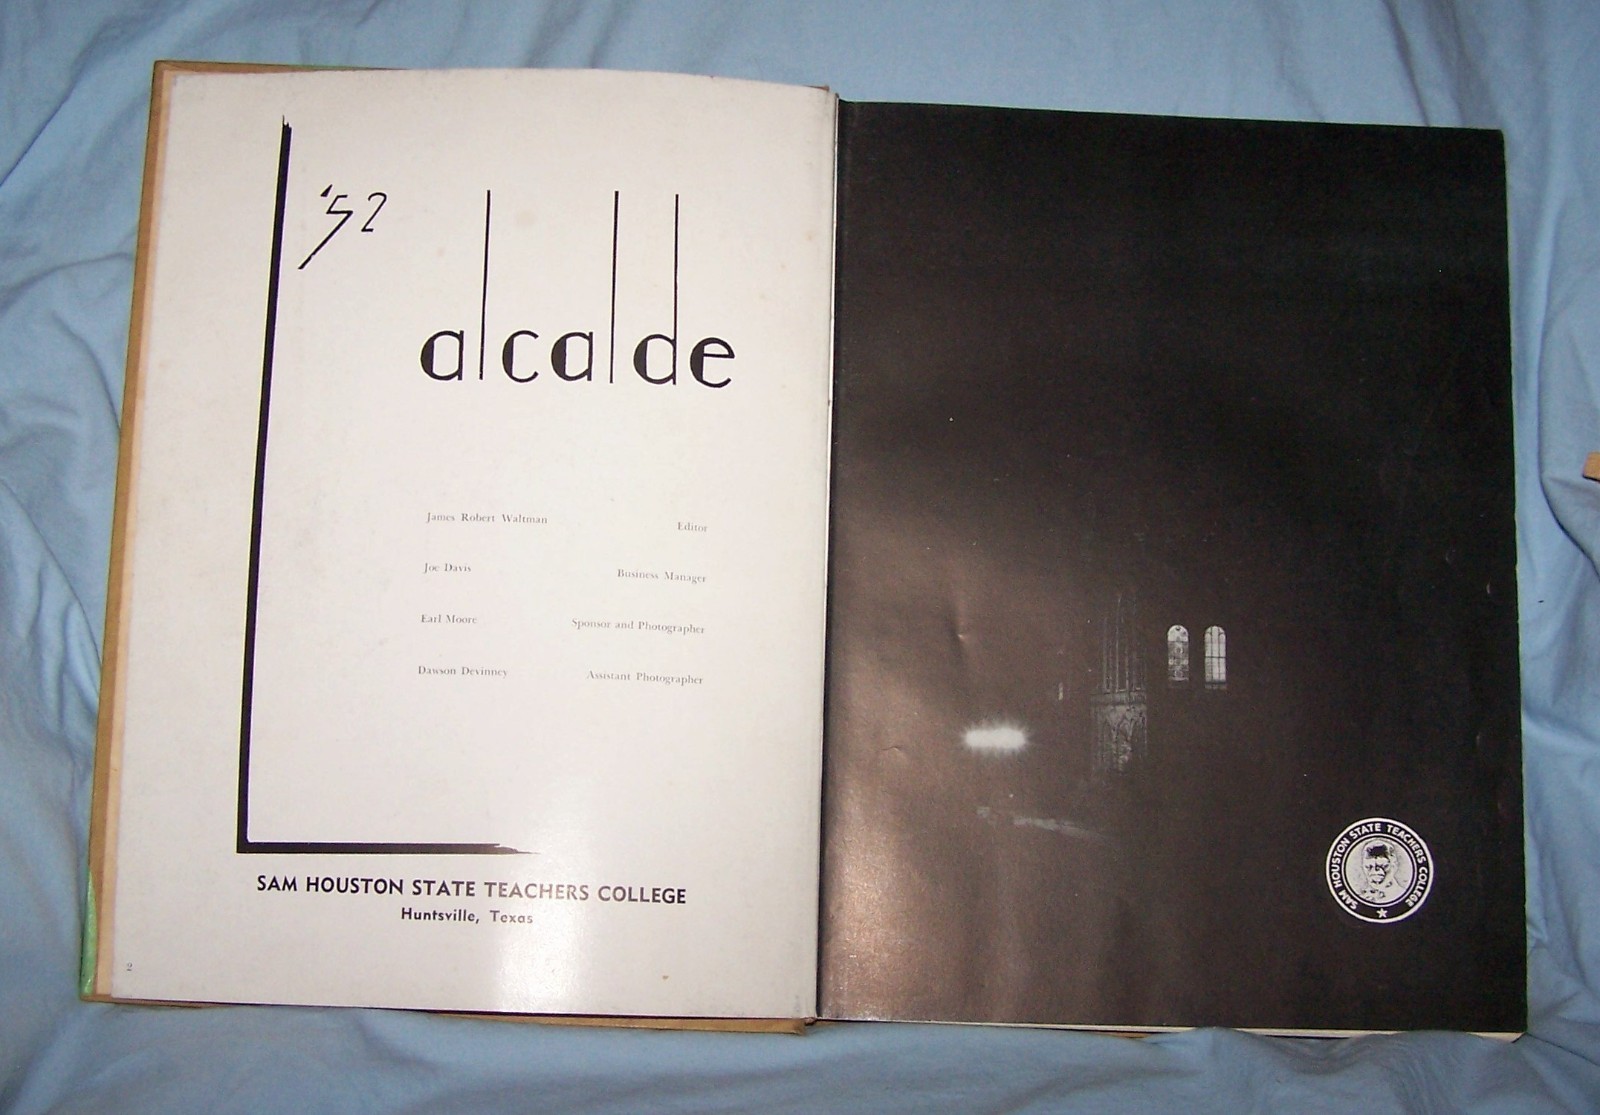 '52
alcalde
James Robert Waltman Editor
Joe Davis Business Manager
Earl Moore Sponsor and Photographer
Dawson Devinney Assistant Photographer
SAM HOUSTON STATE TEACHERS COLLEGE
Huntsville, Texas
SAM HOUSTON STATE TEACHERS COLLEGE